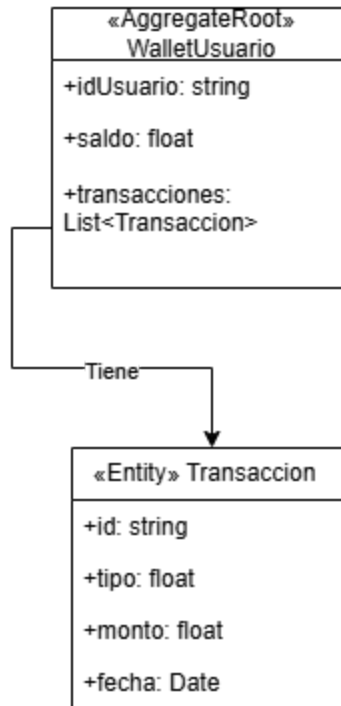 «AggregateRoot»
WalletUsuario
+idUsuario: string
+saldo: float
+transacciones:
List<Transaccion>
Tiene
«Entity» Transaccion
+id: string
+tipo: float
+monto: float
+fecha: Date